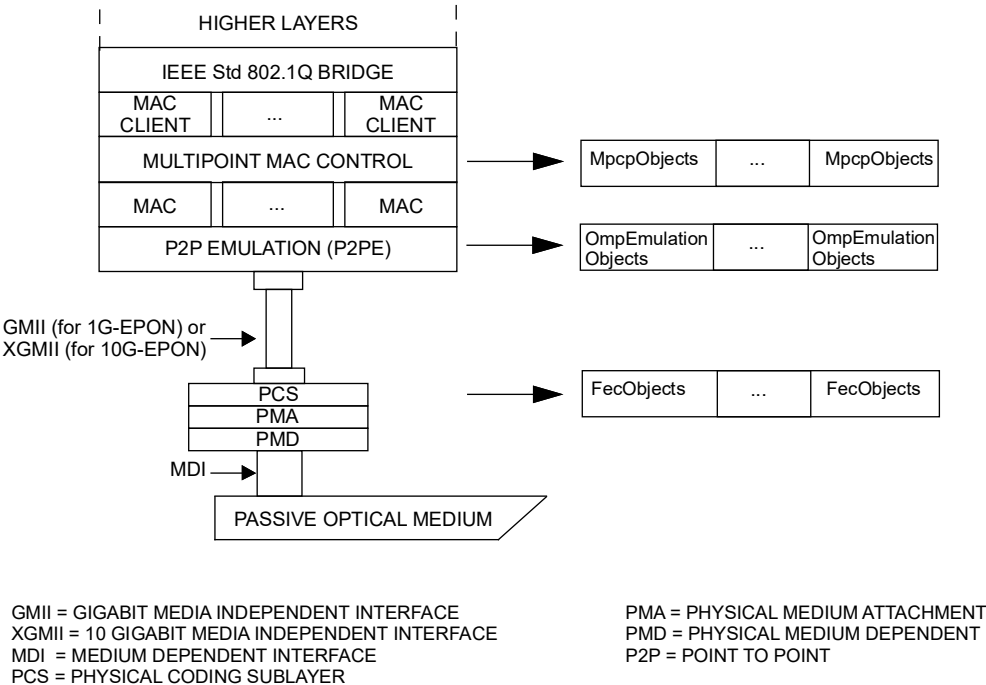 HIGHER LAYERS
IEEE Std 802.1Q BRIDGE
MAC CLIENT
...
MAC CLIENT
MULTIPOINT MAC CONTROL
MpcpObjects
...
MpcpObjects
MAC
...
MAC
P2P EMULATION (P2PE)
OmpEmulation
Objects
...
OmpEmulation
Objects
GMII (for 1G-EPON) or
XGMII (for 10G-EPON)
PCS
PMA
PMD
FecObjects
...
FecObjects
MDI
PASSIVE OPTICAL MEDIUM
GMII = GIGABIT MEDIA INDEPENDENT INTERFACE
XGMII = 10 GIGABIT MEDIA INDEPENDENT INTERFACE
MDI = MEDIUM DEPENDENT INTERFACE
PCS = PHYSICAL CODING SUBLAYER
PMA = PHYSICAL MEDIUM ATTACHMENT
PMD = PHYSICAL MEDIUM DEPENDENT
P2P = POINT TO POINT